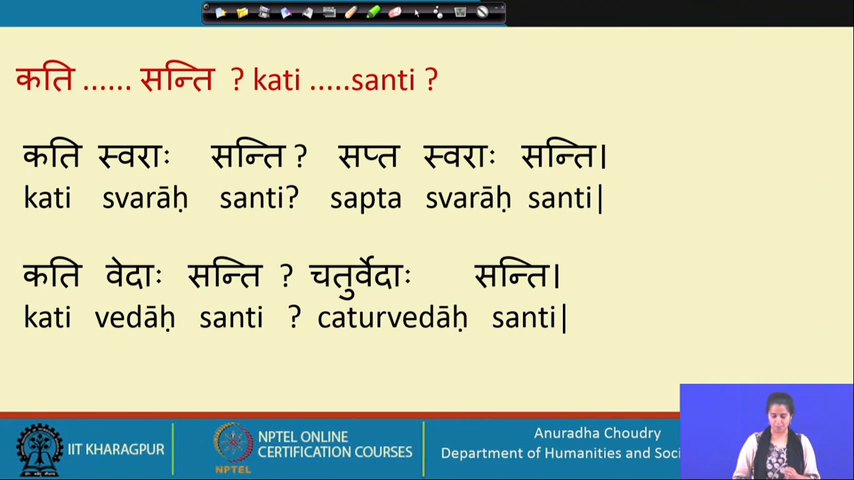 कति ...... सन्ति ? kati .....santi ?
कति स्वराः सन्ति ? सप्त स्वराः सन्ति।
kati svarāḥ santi? sapta svarāḥ santi|
कति वेदाः सन्ति ? चतुर्वेदाः सन्ति।
kati vedāḥ santi ? caturvedāḥ santi|
IIT KHARAGPUR
NPTEL
NPTEL ONLINE
CERTIFICATION COURSES
Anuradha Choudry
Department of Humanities and Soci